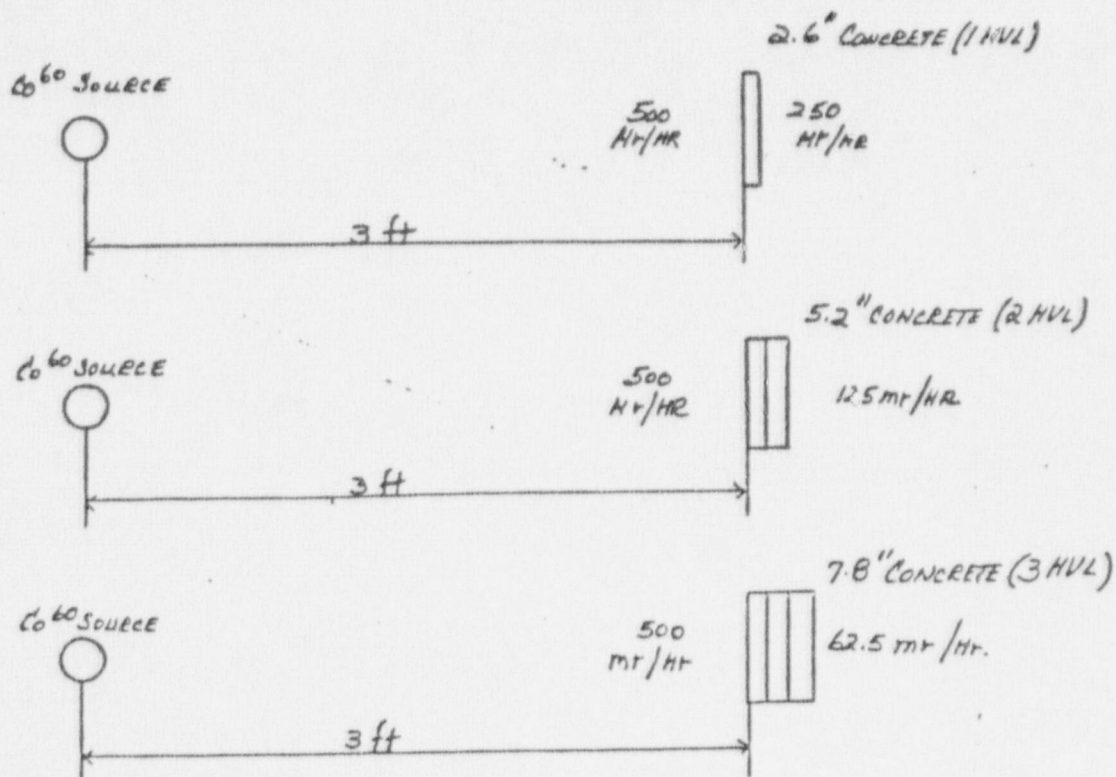 2.6" CONCRETE (1 HVL)
Co60 SOURCE
500
Mr/HR
250
Mr/HR
3 ft
5.2" CONCRETE (2 HVL)
Co60 SOURCE
500
Mr/HR
125 mr/HR
3 ft
7.8" CONCRETE (3 HVL)
Co60 SOURCE
500
mr/Hr
62.5 mr/Hr.
3 ft